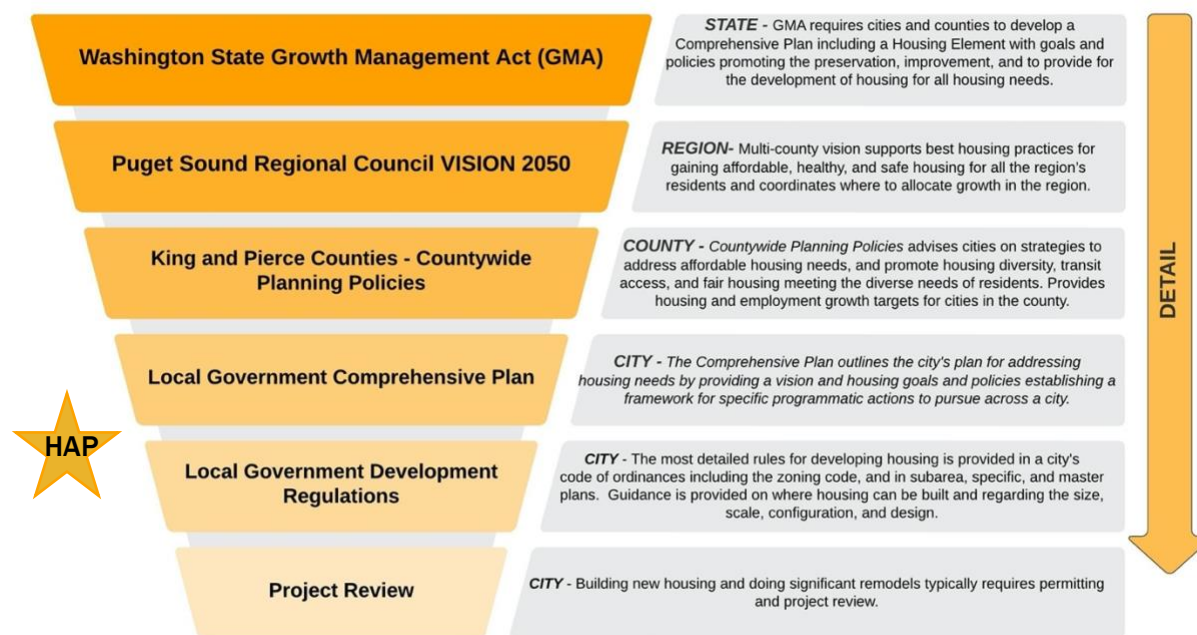 Washington State Growth Management Act (GMA)
STATE - GMA requires cities and counties to develop a
Comprehensive Plan including a Housing Element with goals and
policies promoting the preservation, improvement, and to provide for
the development of housing for all housing needs.
Puget Sound Regional Council VISION 2050
REGION- Multi-county vision supports best housing practices for
gaining affordable, healthy, and safe housing for all the region's
residents and coordinates where to allocate growth in the region.
King and Pierce Counties - Countywide
Planning Policies
COUNTY - Countywide Planning Policies advises cities on strategies to
address affordable housing needs, and promote housing diversity, transit
access, and fair housing meeting the diverse needs of residents. Provides
housing and employment growth targets for cities in the county.
Local Government Comprehensive Plan
CITY - The Comprehensive Plan outlines the city's plan for addressing
housing needs by providing a vision and housing goals and policies establishing a
framework for specific programmatic actions to pursue across a city.
HAP
Local Government Development
Regulations
CITY - The most detailed rules for developing housing is provided in a city's
code of ordinances including the zoning code, and in subarea, specific, and master
plans. Guidance is provided on where housing can be built and regarding the size,
scale, configuration, and design.
Project Review
CITY - Building new housing and doing significant remodels typically requires permitting
and project review.
DETAIL